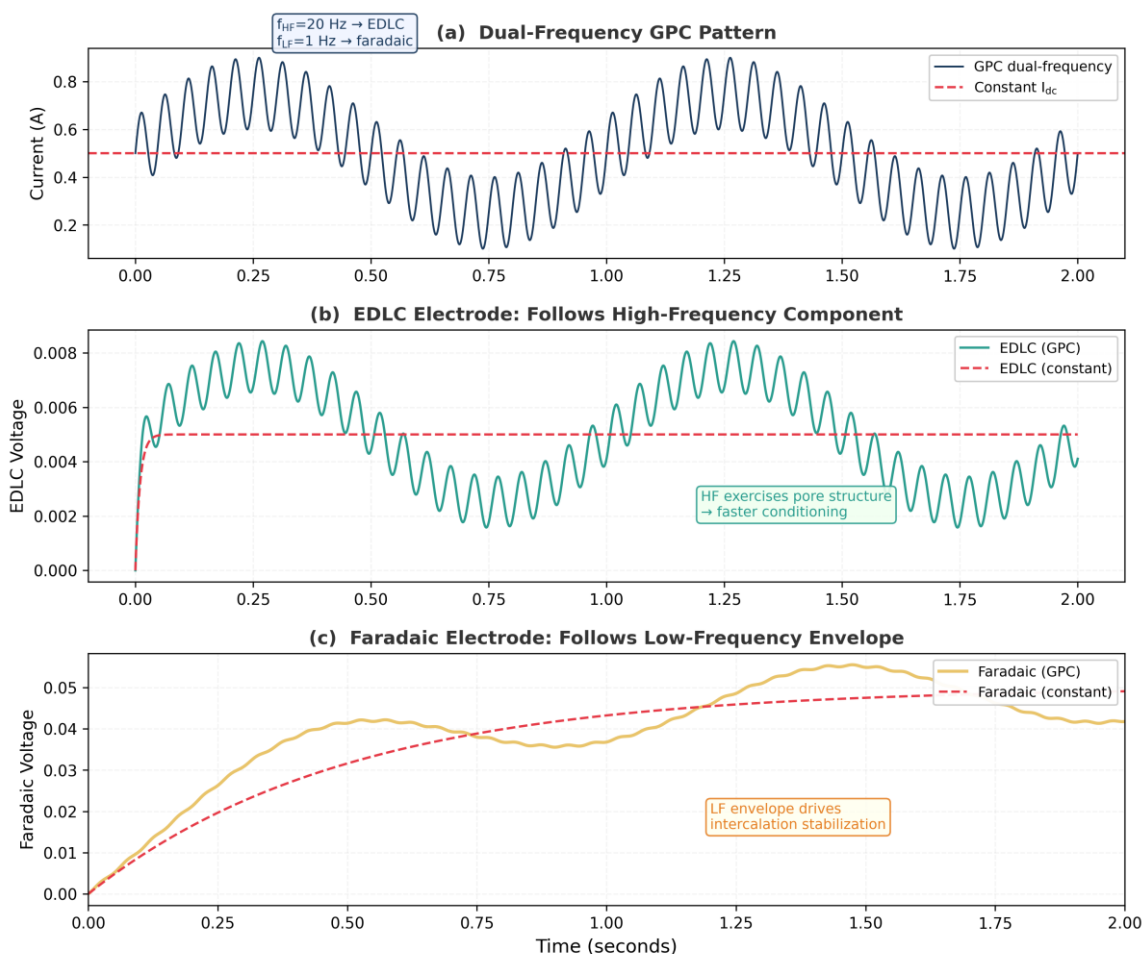 f_HF=20 Hz → EDLC
f_LF=1 Hz → faradaic
(a) Dual-Frequency GPC Pattern
GPC dual-frequency
Constant I_dc
Current (A)
0.8
0.6
0.4
0.2
0.00 0.25 0.50 0.75 1.00 1.25 1.50 1.75 2.00
(b) EDLC Electrode: Follows High-Frequency Component
EDLC (GPC)
EDLC (constant)
EDLC Voltage
0.008
0.006
0.004
0.002
0.000
HF exercises pore structure
→ faster conditioning
0.00 0.25 0.50 0.75 1.00 1.25 1.50 1.75 2.00
(c) Faradaic Electrode: Follows Low-Frequency Envelope
Faradaic (GPC)
Faradaic (constant)
Faradaic Voltage
0.05
0.04
0.03
0.02
0.01
0.00
LF envelope drives
intercalation stabilization
0.00 0.25 0.50 0.75 1.00 1.25 1.50 1.75 2.00
Time (seconds)